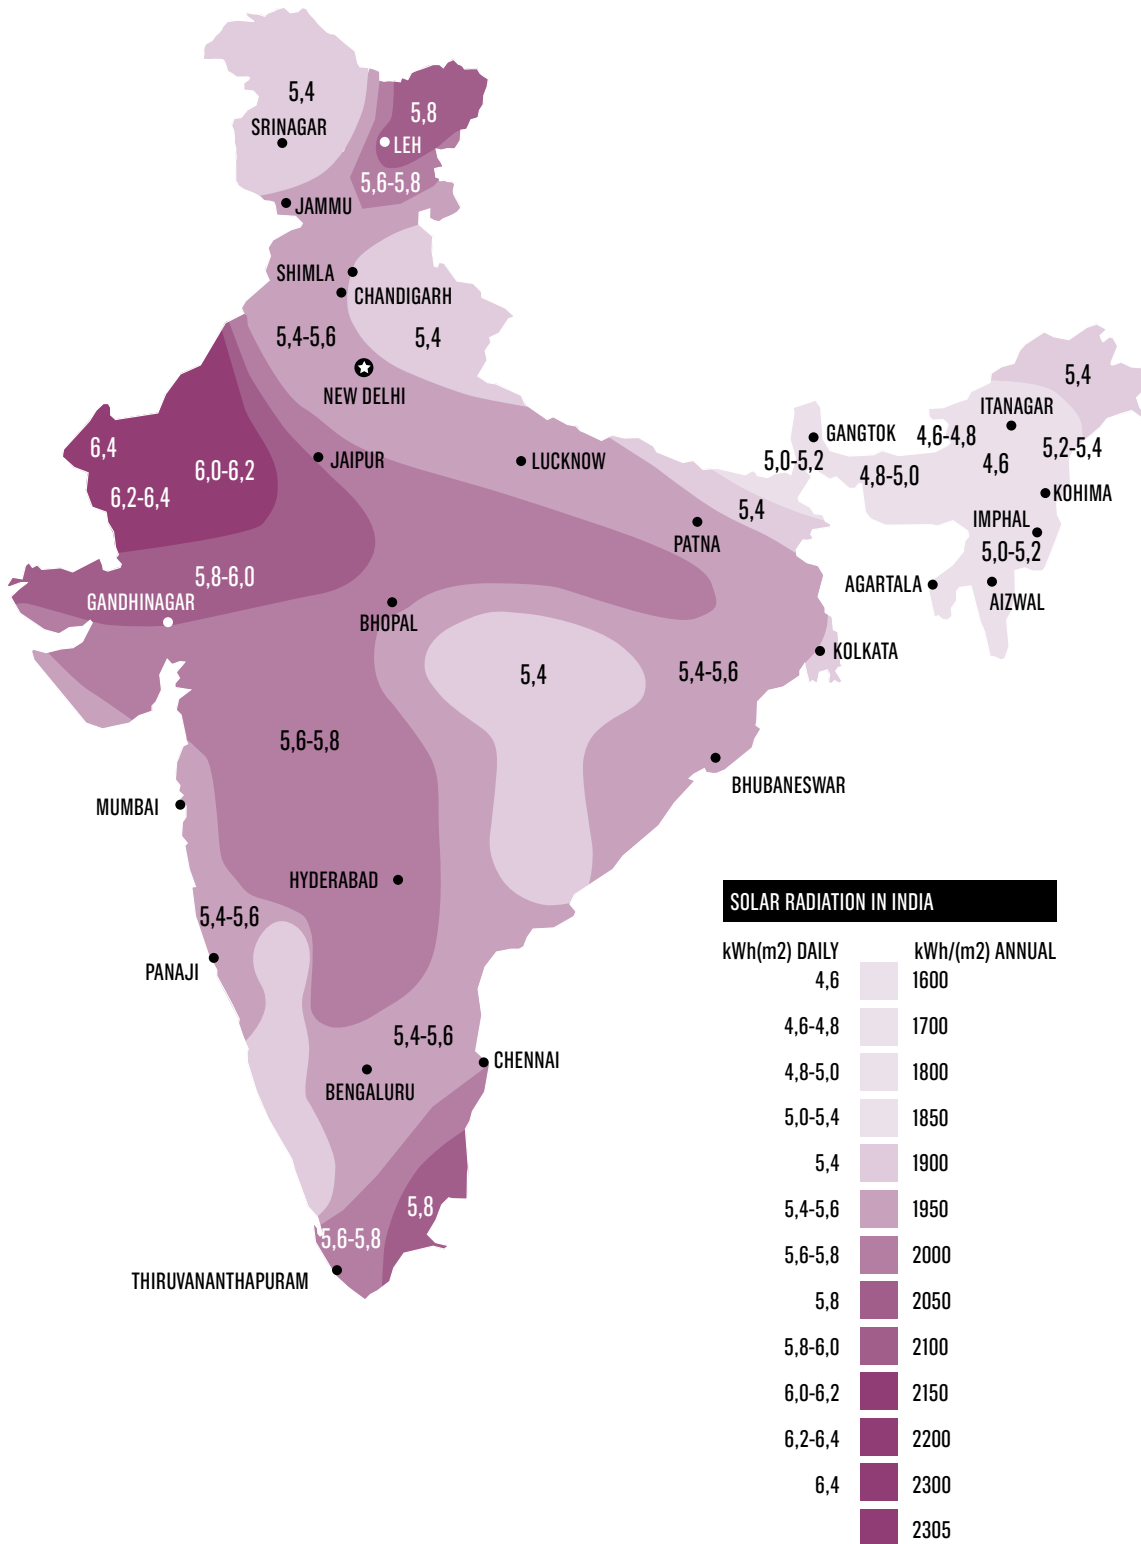 5,4
SRINAGAR
5,8
LEH
5,6-5,8
JAMMU
SHIMLA
CHANDIGARH
5,4-5,6
5,4
NEW DELHI
5,4
ITANAGAR
6,4
6,0-6,2
6,2-6,4
JAIPUR
LUCKNOW
GANGTOK
4,6-4,8
5,0-5,2
4,8-5,0
4,6
5,2-5,4
KOHIMA
5,4
PATNA
IMPHAL
5,0-5,2
5,8-6,0
GANDHINAGAR
BHOPAL
AGARTALA
AIZWAL
KOLKATA
5,4
5,4-5,6
5,6-5,8
BHUBANESWAR
MUMBAI
HYDERABAD
5,4-5,6
PANAJI
5,4-5,6
CHENNAI
BENGALURU
5,8
5,6-5,8
THIRUVANANTHAPURAM
SOLAR RADIATION IN INDIA
kWh(m2) DAILY kWh/(m2) ANNUAL
4,6 1600
4,6-4,8 1700
4,8-5,0 1800
5,0-5,4 1850
5,4 1900
5,4-5,6 1950
5,6-5,8 2000
5,8 2050
5,8-6,0 2100
6,0-6,2 2150
6,2-6,4 2200
6,4 2300
2305